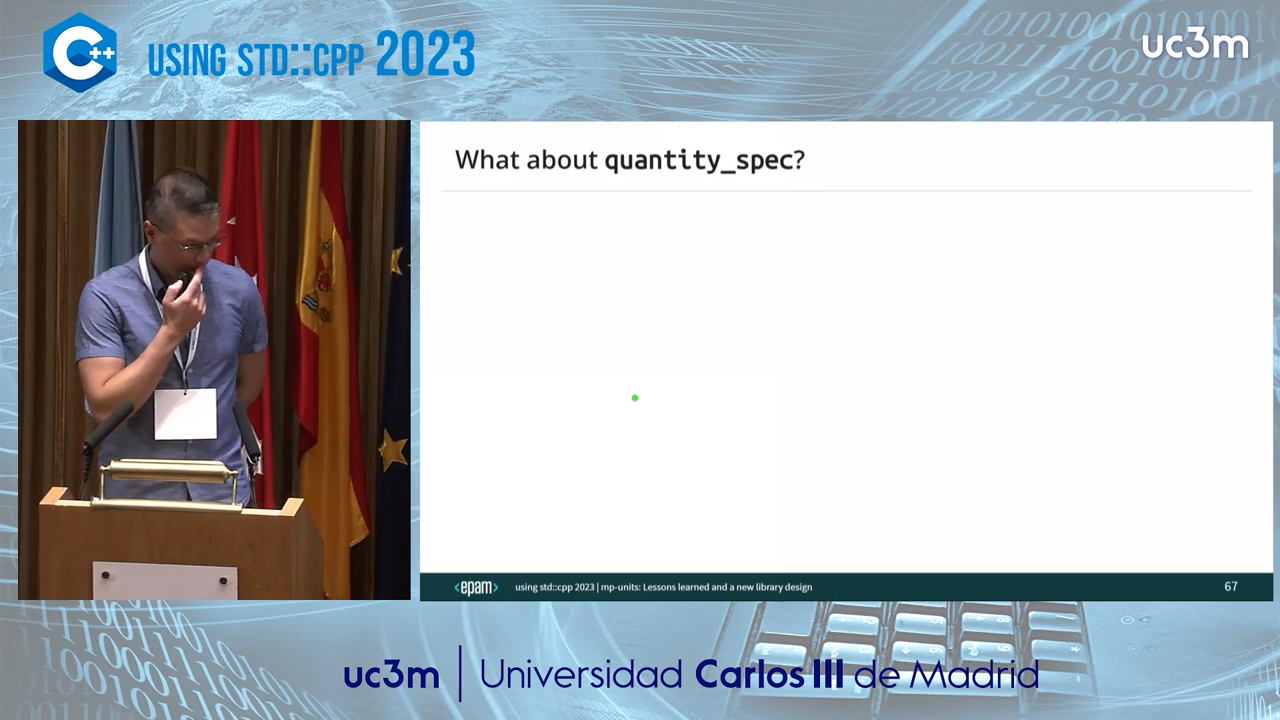 USING STD::CPP 2023
uc3m
What about quantity_spec?
<epam> using std::cpp 2023 | mp-units: Lessons learned and a new library design 67
uc3m | Universidad Carlos III de Madrid